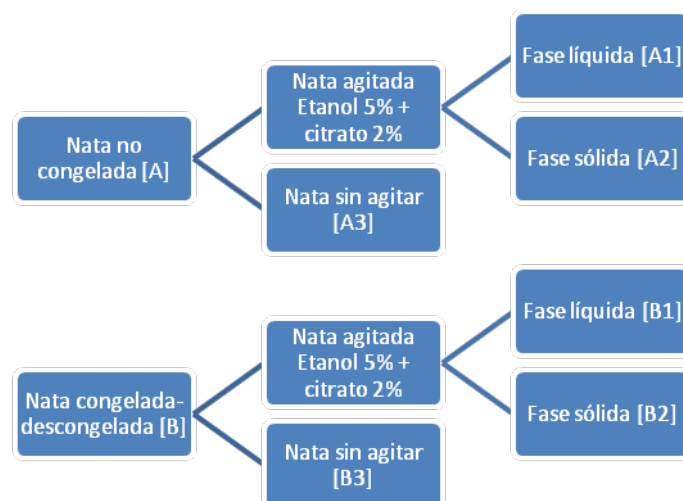 Nata no
congelada [A]
Nata agitada
Etanol 5% +
citrato 2%
Fase líquida [A1]
Fase sólida [A2]
Nata sin agitar
[A3]
Nata congelada-
descongelada [B]
Nata agitada
Etanol 5% +
citrato 2%
Fase líquida [B1]
Fase sólida [B2]
Nata sin agitar
[B3]